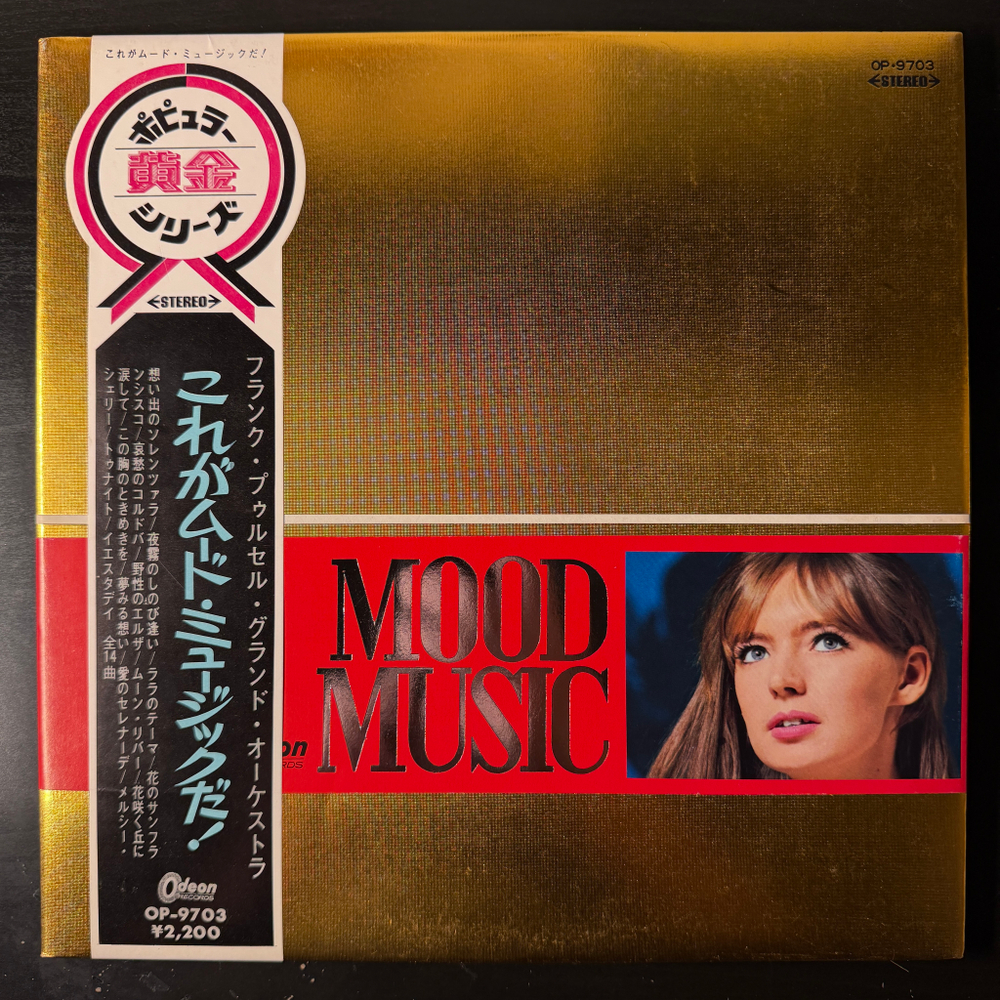 これがムード・ミュージックだ!
ポピュラー
黄金
シリーズ
←STEREO→
フランク・プゥルセル・グランド・オーケストラ
これがムード・ミュージックだ!
想い出のソレンツァラ/夜霧のしのび逢い/ララのテーマ/花のサンフラ
ンシスコ/哀愁のコルドバ/野性のエルザ/ムーン・リバー/花咲く丘に
涙して/この胸のときめきを/夢みる想い/愛のセレナーデ/メルシー・
シェリー/トゥナイト/イエスタデイ 全14曲
Odeon
RECORDS
OP-9703
¥2,200
OP・9703
←STEREO→
MOOD
MUSIC
on
RDS